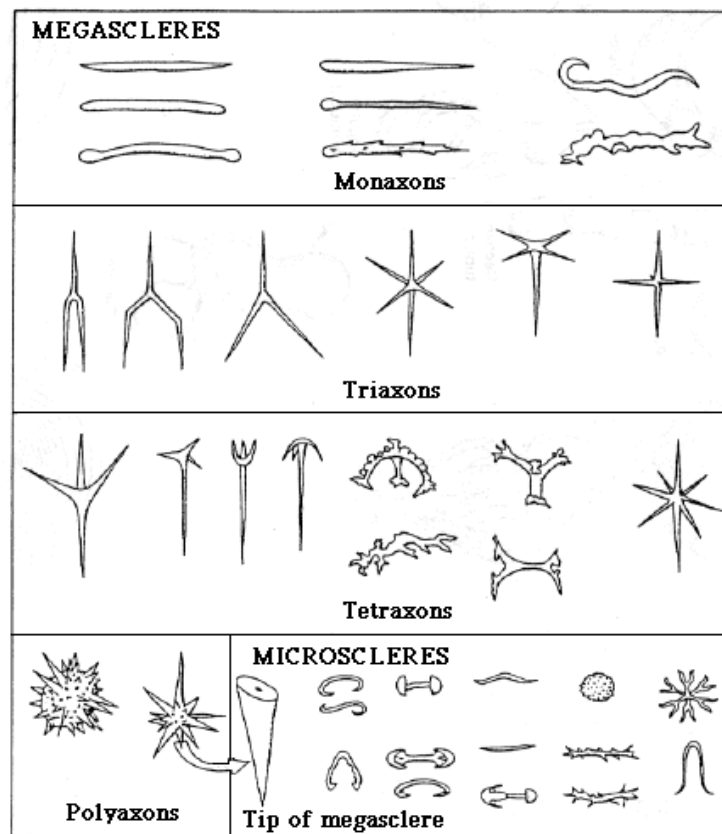 MEGASCLERES
Monaxons
Triaxons
Tetraxons
MICROSCLERES
Polyaxons
Tip of megasclere